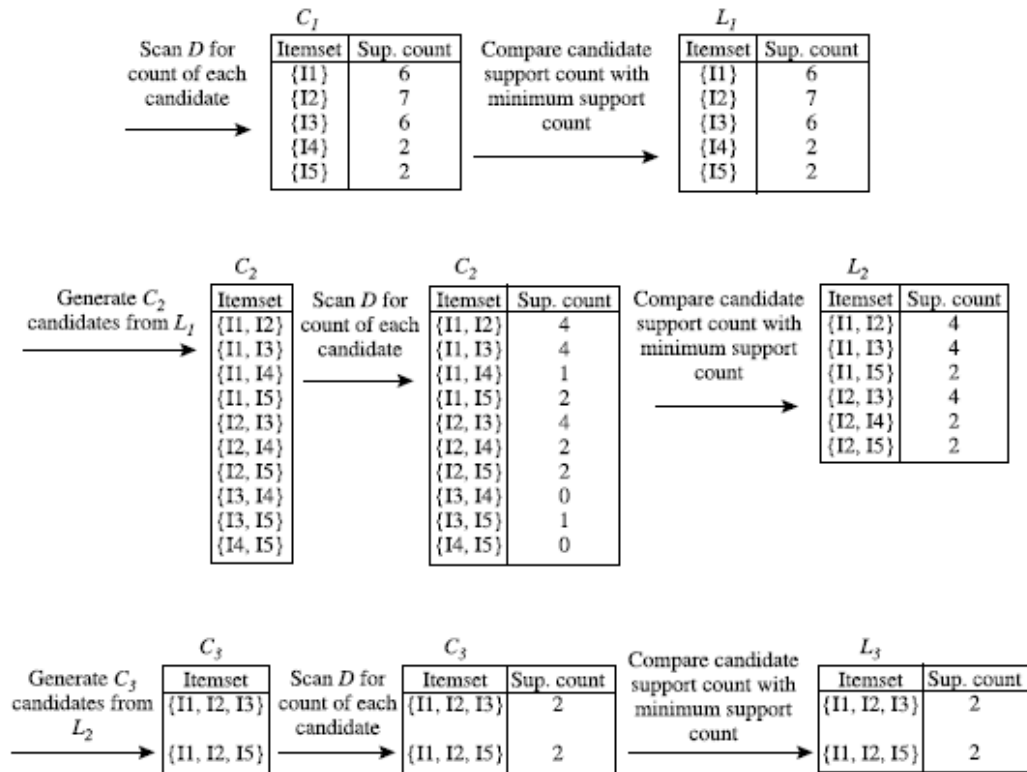 C1
L1
Scan D for
count of each
candidate
Itemset Sup. count
{I1} 6
{I2} 7
{I3} 6
{I4} 2
{I5} 2
Compare candidate
support count with
minimum support
count
Itemset Sup. count
{I1} 6
{I2} 7
{I3} 6
{I4} 2
{I5} 2
C2
C2
L2
Generate C2
candidates from L1
Itemset
{I1, I2}
{I1, I3}
{I1, I4}
{I1, I5}
{I2, I3}
{I2, I4}
{I2, I5}
{I3, I4}
{I3, I5}
{I4, I5}
Scan D for
count of each
candidate
Itemset Sup. count
{I1, I2} 4
{I1, I3} 4
{I1, I4} 1
{I1, I5} 2
{I2, I3} 4
{I2, I4} 2
{I2, I5} 2
{I3, I4} 0
{I3, I5} 1
{I4, I5} 0
Compare candidate
support count with
minimum support
count
Itemset Sup. count
{I1, I2} 4
{I1, I3} 4
{I1, I5} 2
{I2, I3} 4
{I2, I4} 2
{I2, I5} 2
C3
C3
L3
Generate C3
candidates from
L2
Itemset
{I1, I2, I3}
{I1, I2, I5}
Scan D for
count of each
candidate
Itemset Sup. count
{I1, I2, I3} 2
{I1, I2, I5} 2
Compare candidate
support count with
minimum support
count
Itemset Sup. count
{I1, I2, I3} 2
{I1, I2, I5} 2